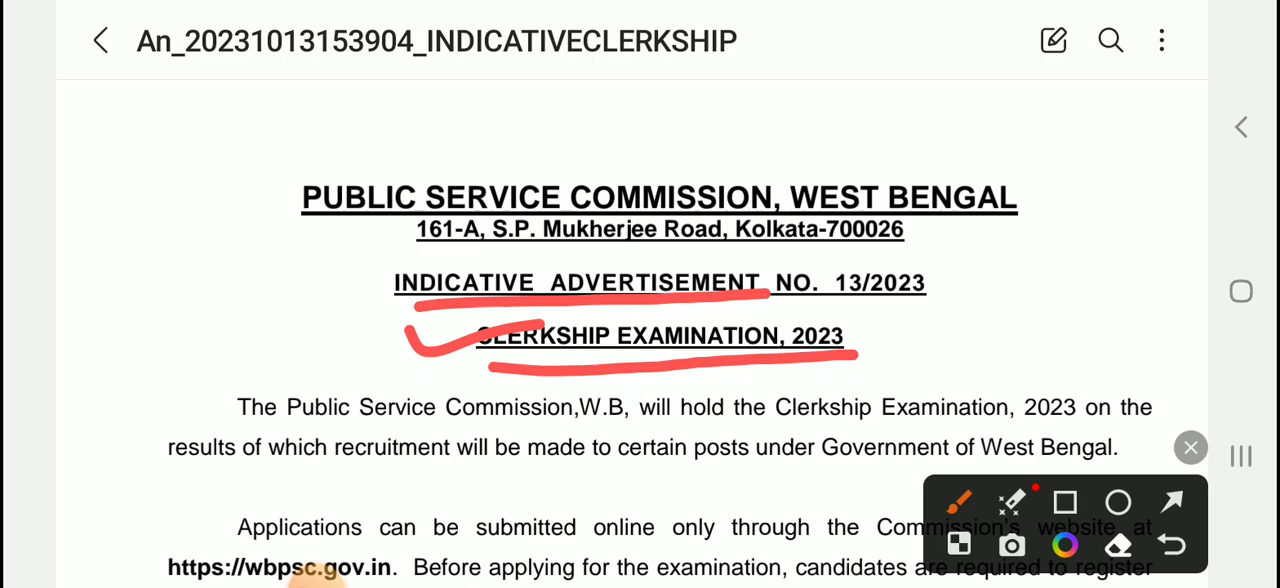 An_20231013153904_INDICATIVECLERKSHIP
PUBLIC SERVICE COMMISSION, WEST BENGAL
161-A, S.P. Mukherjee Road, Kolkata-700026
INDICATIVE ADVERTISEMENT NO. 13/2023
CLERKSHIP EXAMINATION, 2023
The Public Service Commission,W.B, will hold the Clerkship Examination, 2023 on the
results of which recruitment will be made to certain posts under Government of West Bengal.
Applications can be submitted online only through the Commission's website at
https://wbpsc.gov.in. Before applying for the examination, candidates are required to register